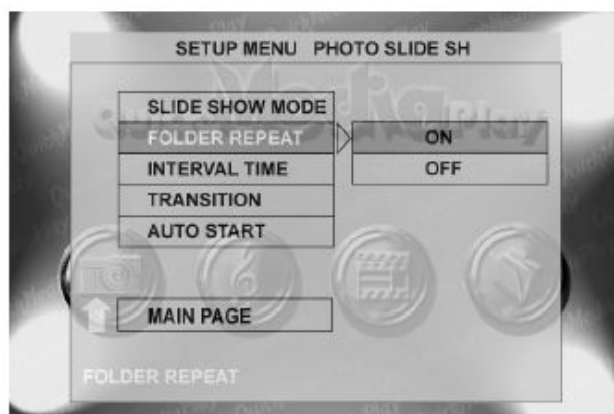 SETUP MENU PHOTO SLIDE SH
SLIDE SHOW MODE
FOLDER REPEAT
ON
INTERVAL TIME
OFF
TRANSITION
AUTO START
MAIN PAGE
FOLDER REPEAT